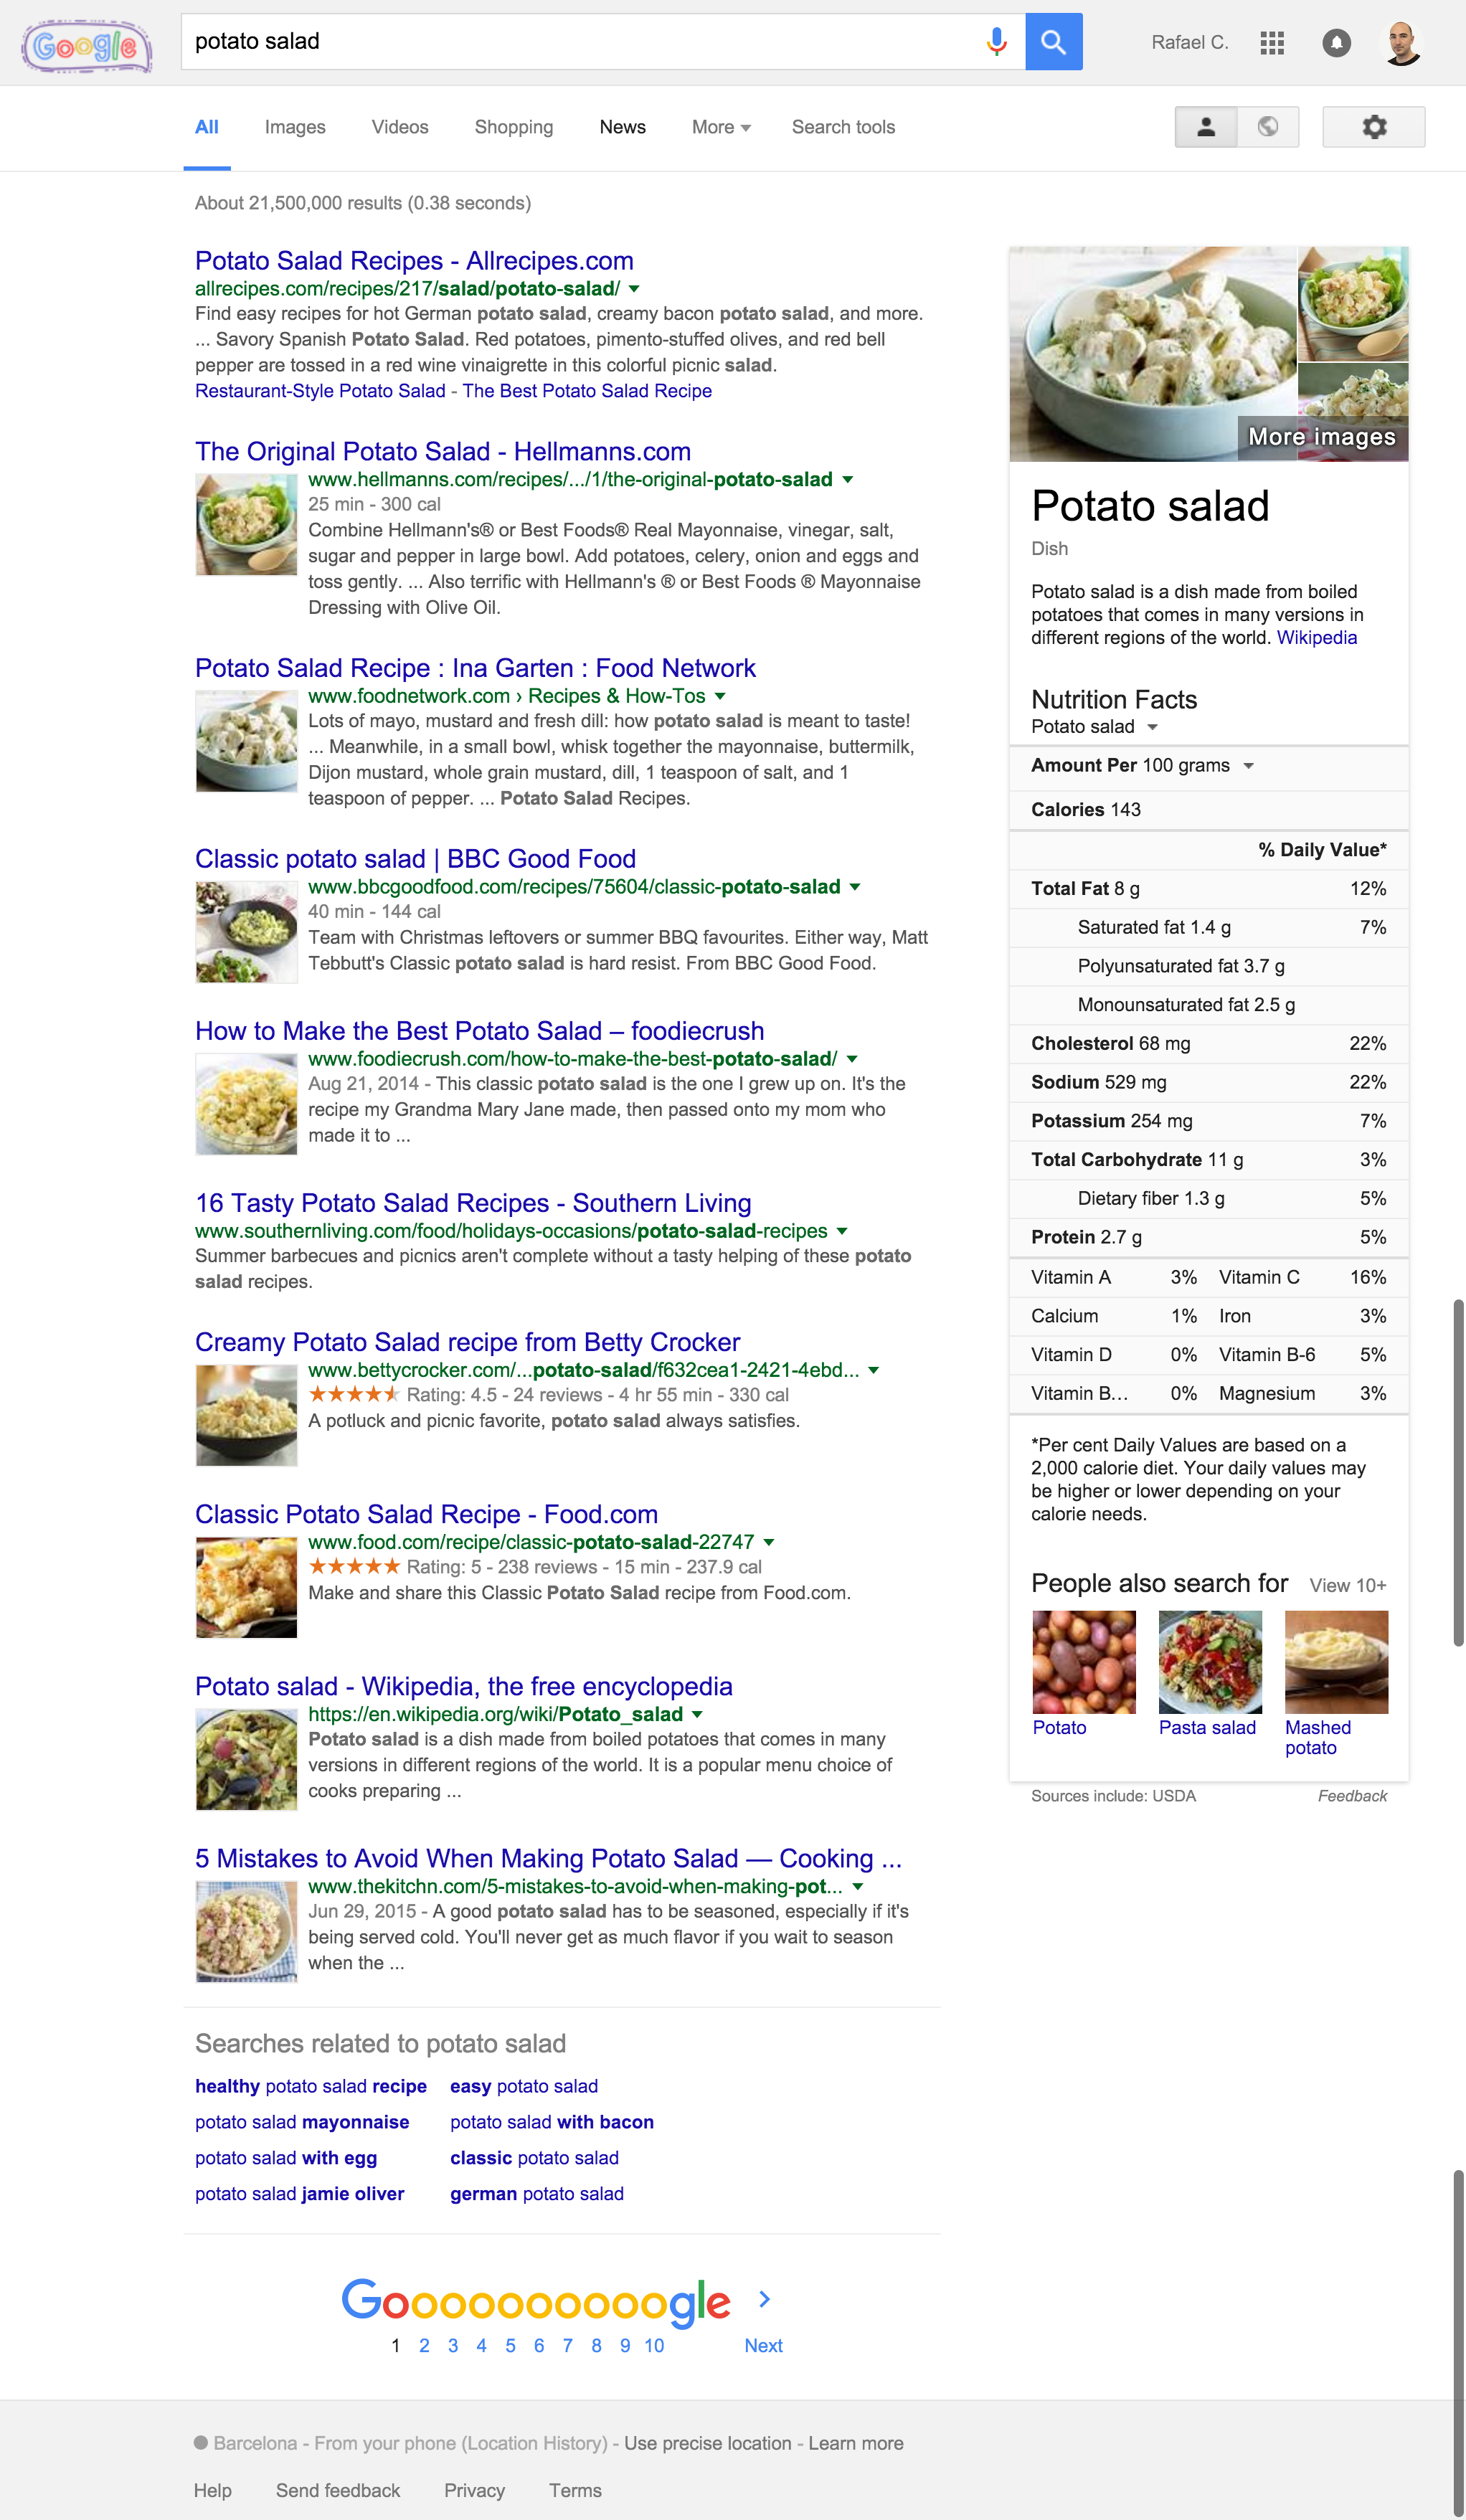 Google
potato salad
Rafael C.
All Images Videos Shopping News More Search tools
About 21,500,000 results (0.38 seconds)
Potato Salad Recipes - Allrecipes.com
allrecipes.com/recipes/217/salad/potato-salad/
Find easy recipes for hot German potato salad, creamy bacon potato salad, and more.
... Savory Spanish Potato Salad. Red potatoes, pimento-stuffed olives, and red bell
pepper are tossed in a red wine vinaigrette in this colorful picnic salad.
Restaurant-Style Potato Salad - The Best Potato Salad Recipe
The Original Potato Salad - Hellmanns.com
www.hellmanns.com/recipes/.../1/the-original-potato-salad
25 min - 300 cal
Combine Hellmann's® or Best Foods® Real Mayonnaise, vinegar, salt,
sugar and pepper in large bowl. Add potatoes, celery, onion and eggs and
toss gently. ... Also terrific with Hellmann's ® or Best Foods ® Mayonnaise
Dressing with Olive Oil.
Potato Salad Recipe : Ina Garten : Food Network
www.foodnetwork.com › Recipes & How-Tos
Lots of mayo, mustard and fresh dill: how potato salad is meant to taste!
... Meanwhile, in a small bowl, whisk together the mayonnaise, buttermilk,
Dijon mustard, whole grain mustard, dill, 1 teaspoon of salt, and 1
teaspoon of pepper. ... Potato Salad Recipes.
Classic potato salad | BBC Good Food
www.bbcgoodfood.com/recipes/75604/classic-potato-salad
40 min - 144 cal
Team with Christmas leftovers or summer BBQ favourites. Either way, Matt
Tebbutt's Classic potato salad is hard resist. From BBC Good Food.
How to Make the Best Potato Salad – foodiecrush
www.foodiecrush.com/how-to-make-the-best-potato-salad/
Aug 21, 2014 - This classic potato salad is the one I grew up on. It's the
recipe my Grandma Mary Jane made, then passed onto my mom who
made it to ...
16 Tasty Potato Salad Recipes - Southern Living
www.southernliving.com/food/holidays-occasions/potato-salad-recipes
Summer barbecues and picnics aren't complete without a tasty helping of these potato
salad recipes.
Creamy Potato Salad recipe from Betty Crocker
www.bettycrocker.com/...potato-salad/f632cea1-2421-4ebd...
Rating: 4.5 - 24 reviews - 4 hr 55 min - 330 cal
A potluck and picnic favorite, potato salad always satisfies.
Classic Potato Salad Recipe - Food.com
www.food.com/recipe/classic-potato-salad-22747
Rating: 5 - 238 reviews - 15 min - 237.9 cal
Make and share this Classic Potato Salad recipe from Food.com.
Potato salad - Wikipedia, the free encyclopedia
https://en.wikipedia.org/wiki/Potato_salad
Potato salad is a dish made from boiled potatoes that comes in many
versions in different regions of the world. It is a popular menu choice of
cooks preparing ...
5 Mistakes to Avoid When Making Potato Salad — Cooking ...
www.thekitchn.com/5-mistakes-to-avoid-when-making-pot...
Jun 29, 2015 - A good potato salad has to be seasoned, especially if it's
being served cold. You'll never get as much flavor if you wait to season
when the ...
Searches related to potato salad
healthy potato salad recipe easy potato salad
potato salad mayonnaise potato salad with bacon
potato salad with egg classic potato salad
potato salad jamie oliver german potato salad
Goooooooooogle
1 2 3 4 5 6 7 8 9 10 Next
More images
Potato salad
Dish
Potato salad is a dish made from boiled
potatoes that comes in many versions in
different regions of the world. Wikipedia
Nutrition Facts
Potato salad
Amount Per 100 grams
Calories 143
% Daily Value*
Total Fat 8 g 12%
Saturated fat 1.4 g 7%
Polyunsaturated fat 3.7 g
Monounsaturated fat 2.5 g
Cholesterol 68 mg 22%
Sodium 529 mg 22%
Potassium 254 mg 7%
Total Carbohydrate 11 g 3%
Dietary fiber 1.3 g 5%
Protein 2.7 g 5%
Vitamin A 3% Vitamin C 16%
Calcium 1% Iron 3%
Vitamin D 0% Vitamin B-6 5%
Vitamin B... 0% Magnesium 3%
*Per cent Daily Values are based on a
2,000 calorie diet. Your daily values may
be higher or lower depending on your
calorie needs.
People also search for View 10+
Potato Pasta salad Mashed
potato
Sources include: USDA Feedback
Barcelona - From your phone (Location History) - Use precise location - Learn more
Help Send feedback Privacy Terms